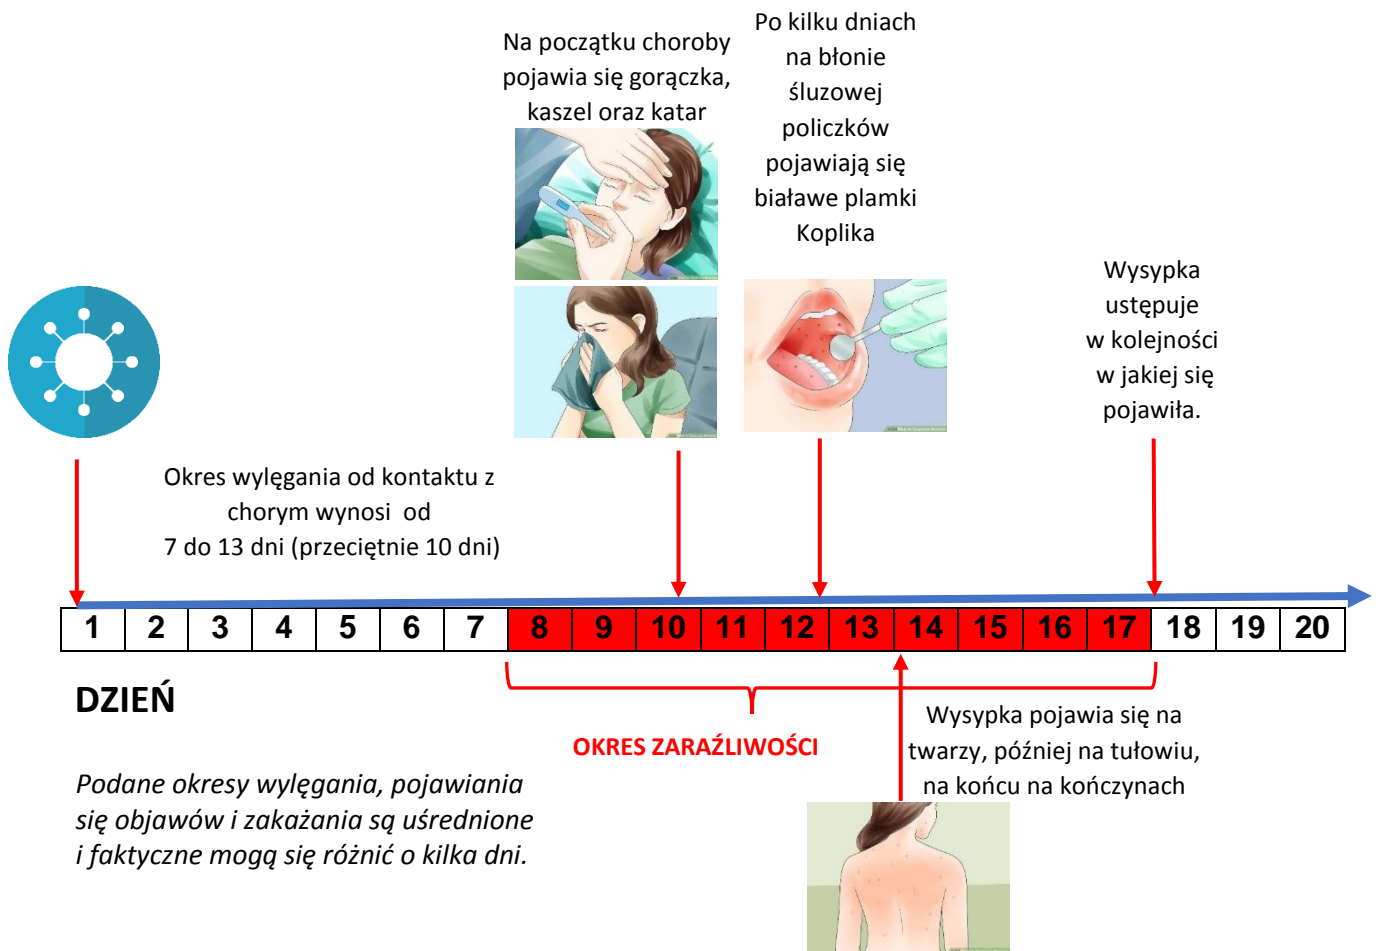 Na początku choroby
pojawia się gorączka,
kaszel oraz katar
Po kilku dniach
na błonie
śluzowej
policzków
pojawiają się
białawe plamki
Koplika
Wysypka
ustępuje
w kolejności
w jakiej się
pojawiła.
Okres wylęgania od kontaktu z
chorym wynosi od
7 do 13 dni (przeciętnie 10 dni)
1 2 3 4 5 6 7 8 9 10 11 12 13 14 15 16 17 18 19 20
DZIEŃ
OKRES ZARAŹLIWOŚCI
Wysypka pojawia się na
twarzy, później na tułowiu,
na końcu na kończynach
Podane okresy wylęgania, pojawiania
się objawów i zakażania są uśrednione
i faktyczne mogą się różnić o kilka dni.